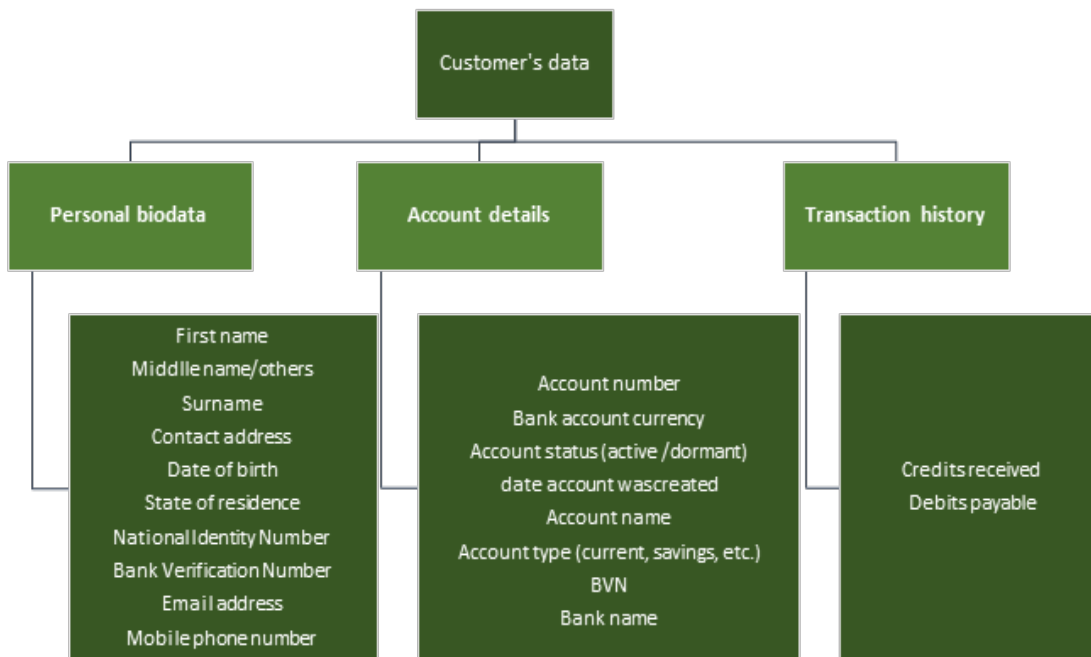 Customer's data
Personal biodata
Account details
Transaction history
First name
Middlle name/others
Surname
Contact address
Date of birth
State of residence
National Identity Number
Bank Verification Number
Email address
Mobile phone number
Account number
Bank account currency
Account status (active /dormant)
date account wascreated
Account name
Account type (current, savings, etc.)
BVN
Bank name
Credits received
Debits payable